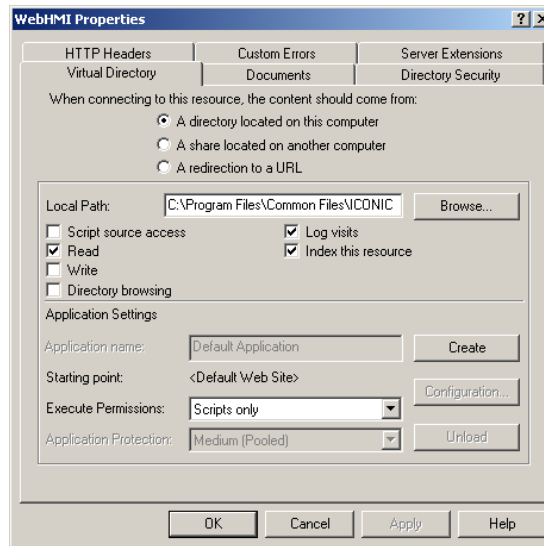 WebHMI Properties
HTTP Headers
Custom Errors
Server Extensions
Virtual Directory
Documents
Directory Security
When connecting to this resource, the content should come from:
A directory located on this computer
A share located on another computer
A redirection to a URL
Local Path:
C:\Program Files\Common Files\ICONIC
Browse...
Script source access
Log visits
Read
Index this resource
Write
Directory browsing
Application Settings
Application name:
Default Application
Create
Starting point:
<Default Web Site>
Configuration...
Execute Permissions:
Scripts only
Application Protection:
Medium (Pooled)
Unload
OK
Cancel
Apply
Help